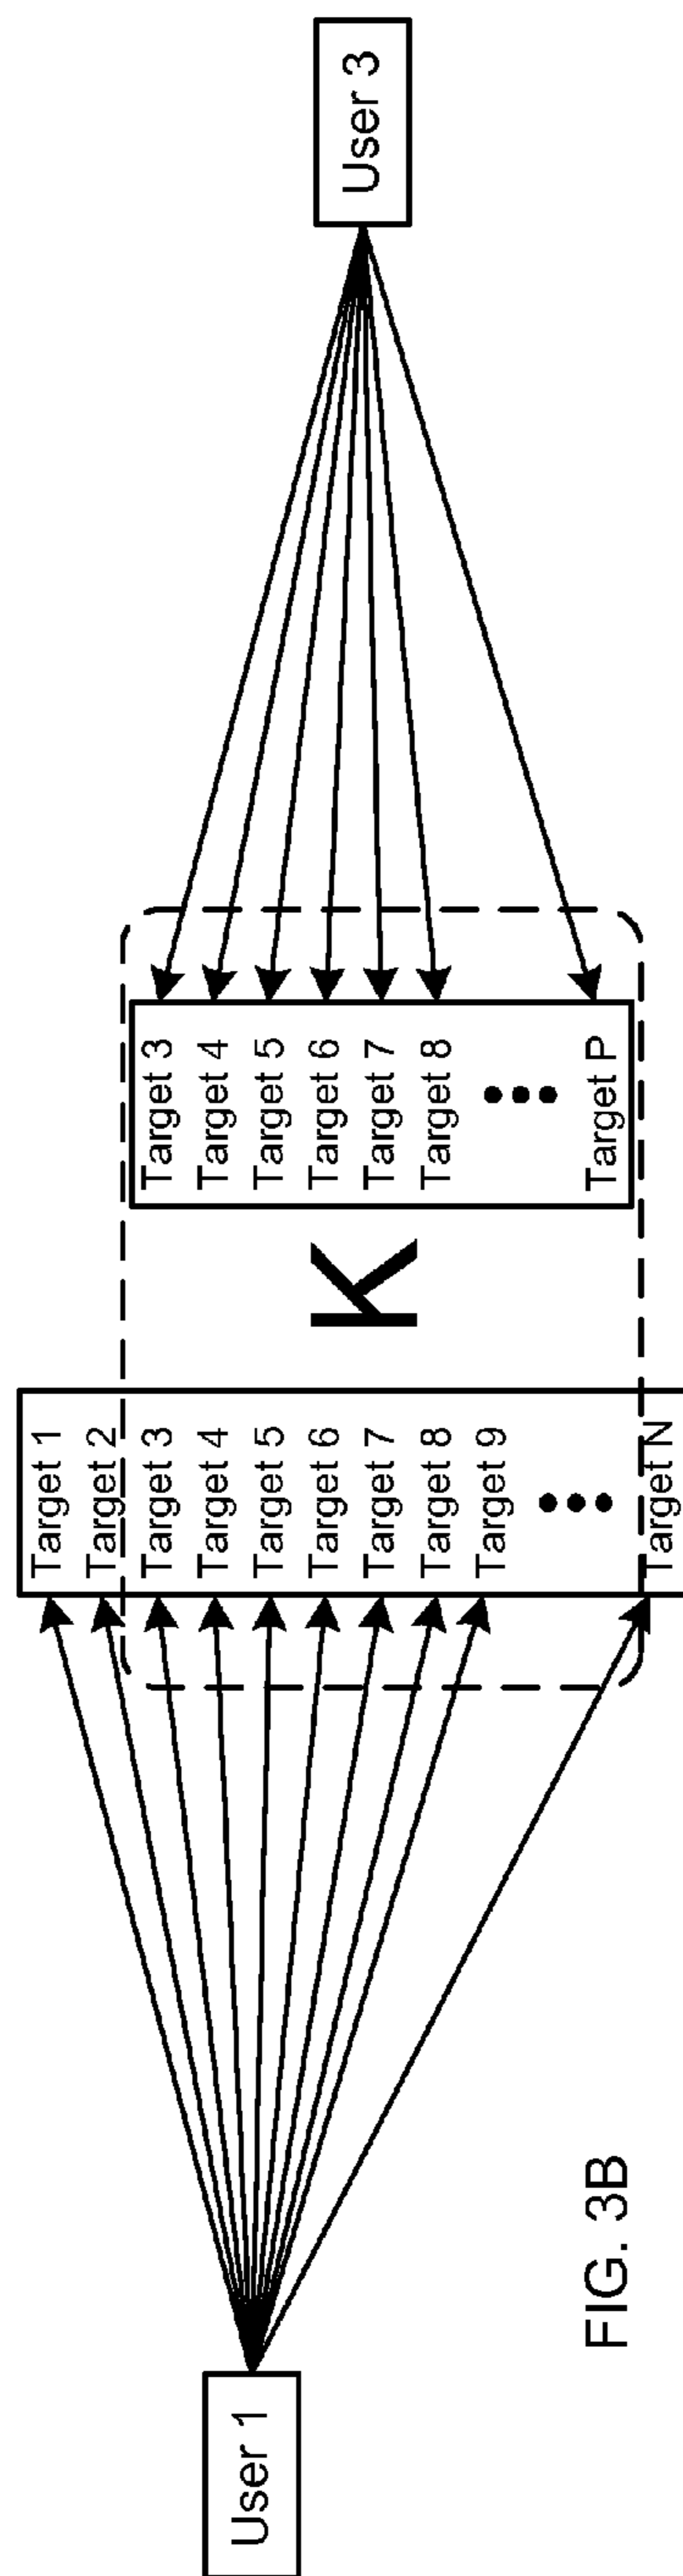 User 1
Target 1
Target 2
Target 3
Target 4
Target 5
Target 6
Target 7
Target 8
Target 9
Target N
K
Target 3
Target 4
Target 5
Target 6
Target 7
Target 8
Target P
User 3
FIG. 3B